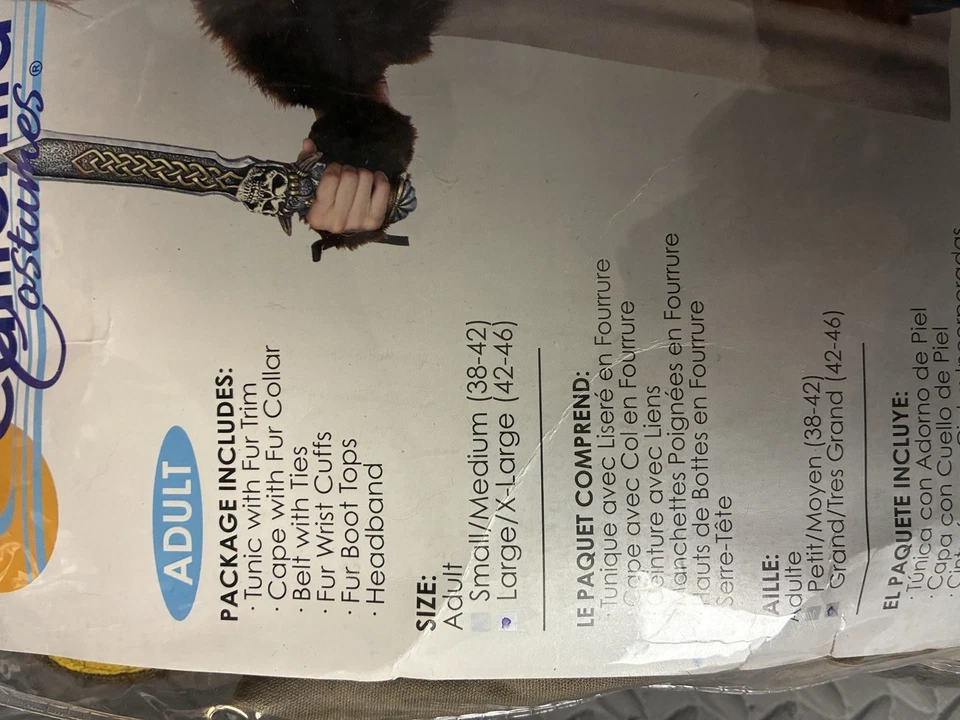 Costumes®
ADULT
PACKAGE INCLUDES:
· Tunic with Fur Trim
· Cape with Fur Collar
· Belt with Ties
· Fur Wrist Cuffs
· Fur Boot Tops
· Headband
SIZE:
Adult
Small/Medium (38-42)
Large/X-Large (42-46)
LE PAQUET COMPREND:
· Tunique avec Liseré en Fourrure
Cape avec Col en Fourrure
avec Liens
Poignées en Fourrure
Hauts de Bottes en Fourrure
Serre-Tête
Adulte
Petit/Moyen (38-42)
Grand/Tres Grand (42-46)
EL PAQUETE INCLUYE:
· Túnica con Adorno de Piel
· Capa con Cuello de Piel